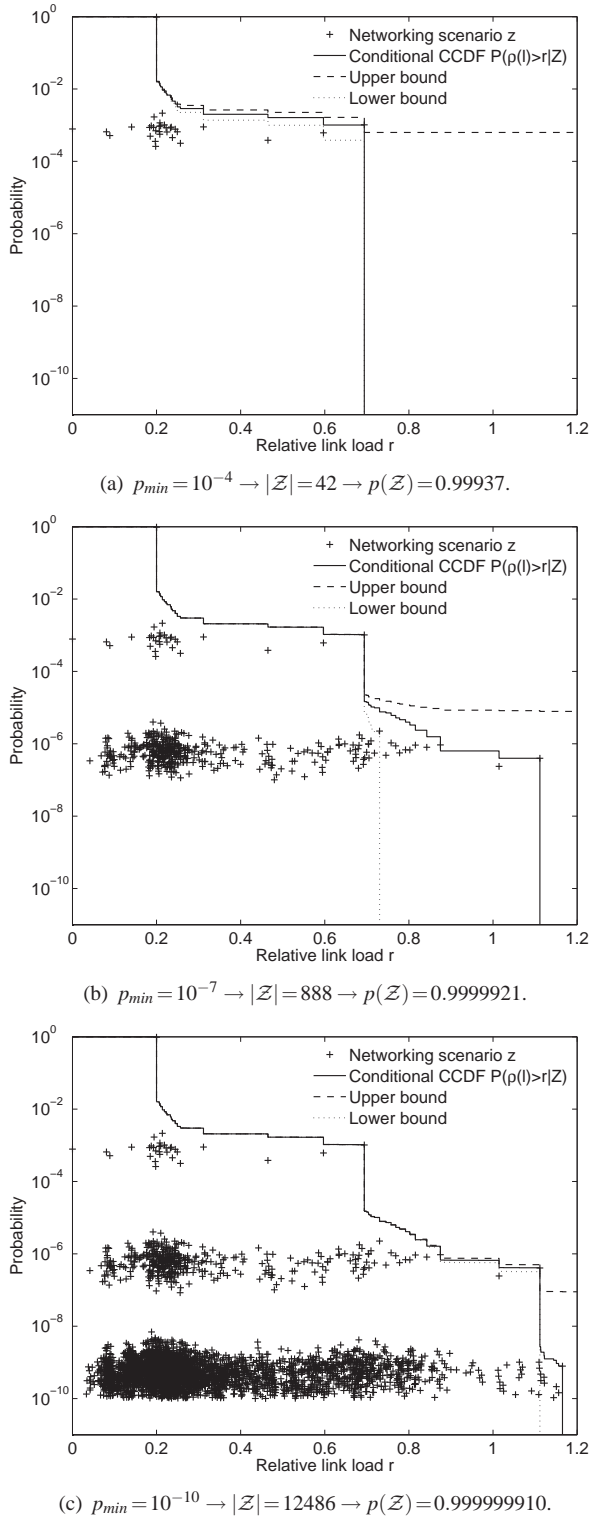 10^0
10^-2
10^-4
10^-6
10^-8
10^-10
Probability
Networking scenario z
Conditional CCDF P(ρ(l)>r|Z)
Upper bound
Lower bound
0 0.2 0.4 0.6 0.8 1 1.2
Relative link load r
(a) p_min = 10^-4 → |𝒵| = 42 → p(𝒵) = 0.99937.
10^0
10^-2
10^-4
10^-6
10^-8
10^-10
Probability
Networking scenario z
Conditional CCDF P(ρ(l)>r|Z)
Upper bound
Lower bound
0 0.2 0.4 0.6 0.8 1 1.2
Relative link load r
(b) p_min = 10^-7 → |𝒵| = 888 → p(𝒵) = 0.9999921.
10^0
10^-2
10^-4
10^-6
10^-8
10^-10
Probability
Networking scenario z
Conditional CCDF P(ρ(l)>r|Z)
Upper bound
Lower bound
0 0.2 0.4 0.6 0.8 1 1.2
Relative link load r
(c) p_min = 10^-10 → |𝒵| = 12486 → p(𝒵) = 0.999999910.